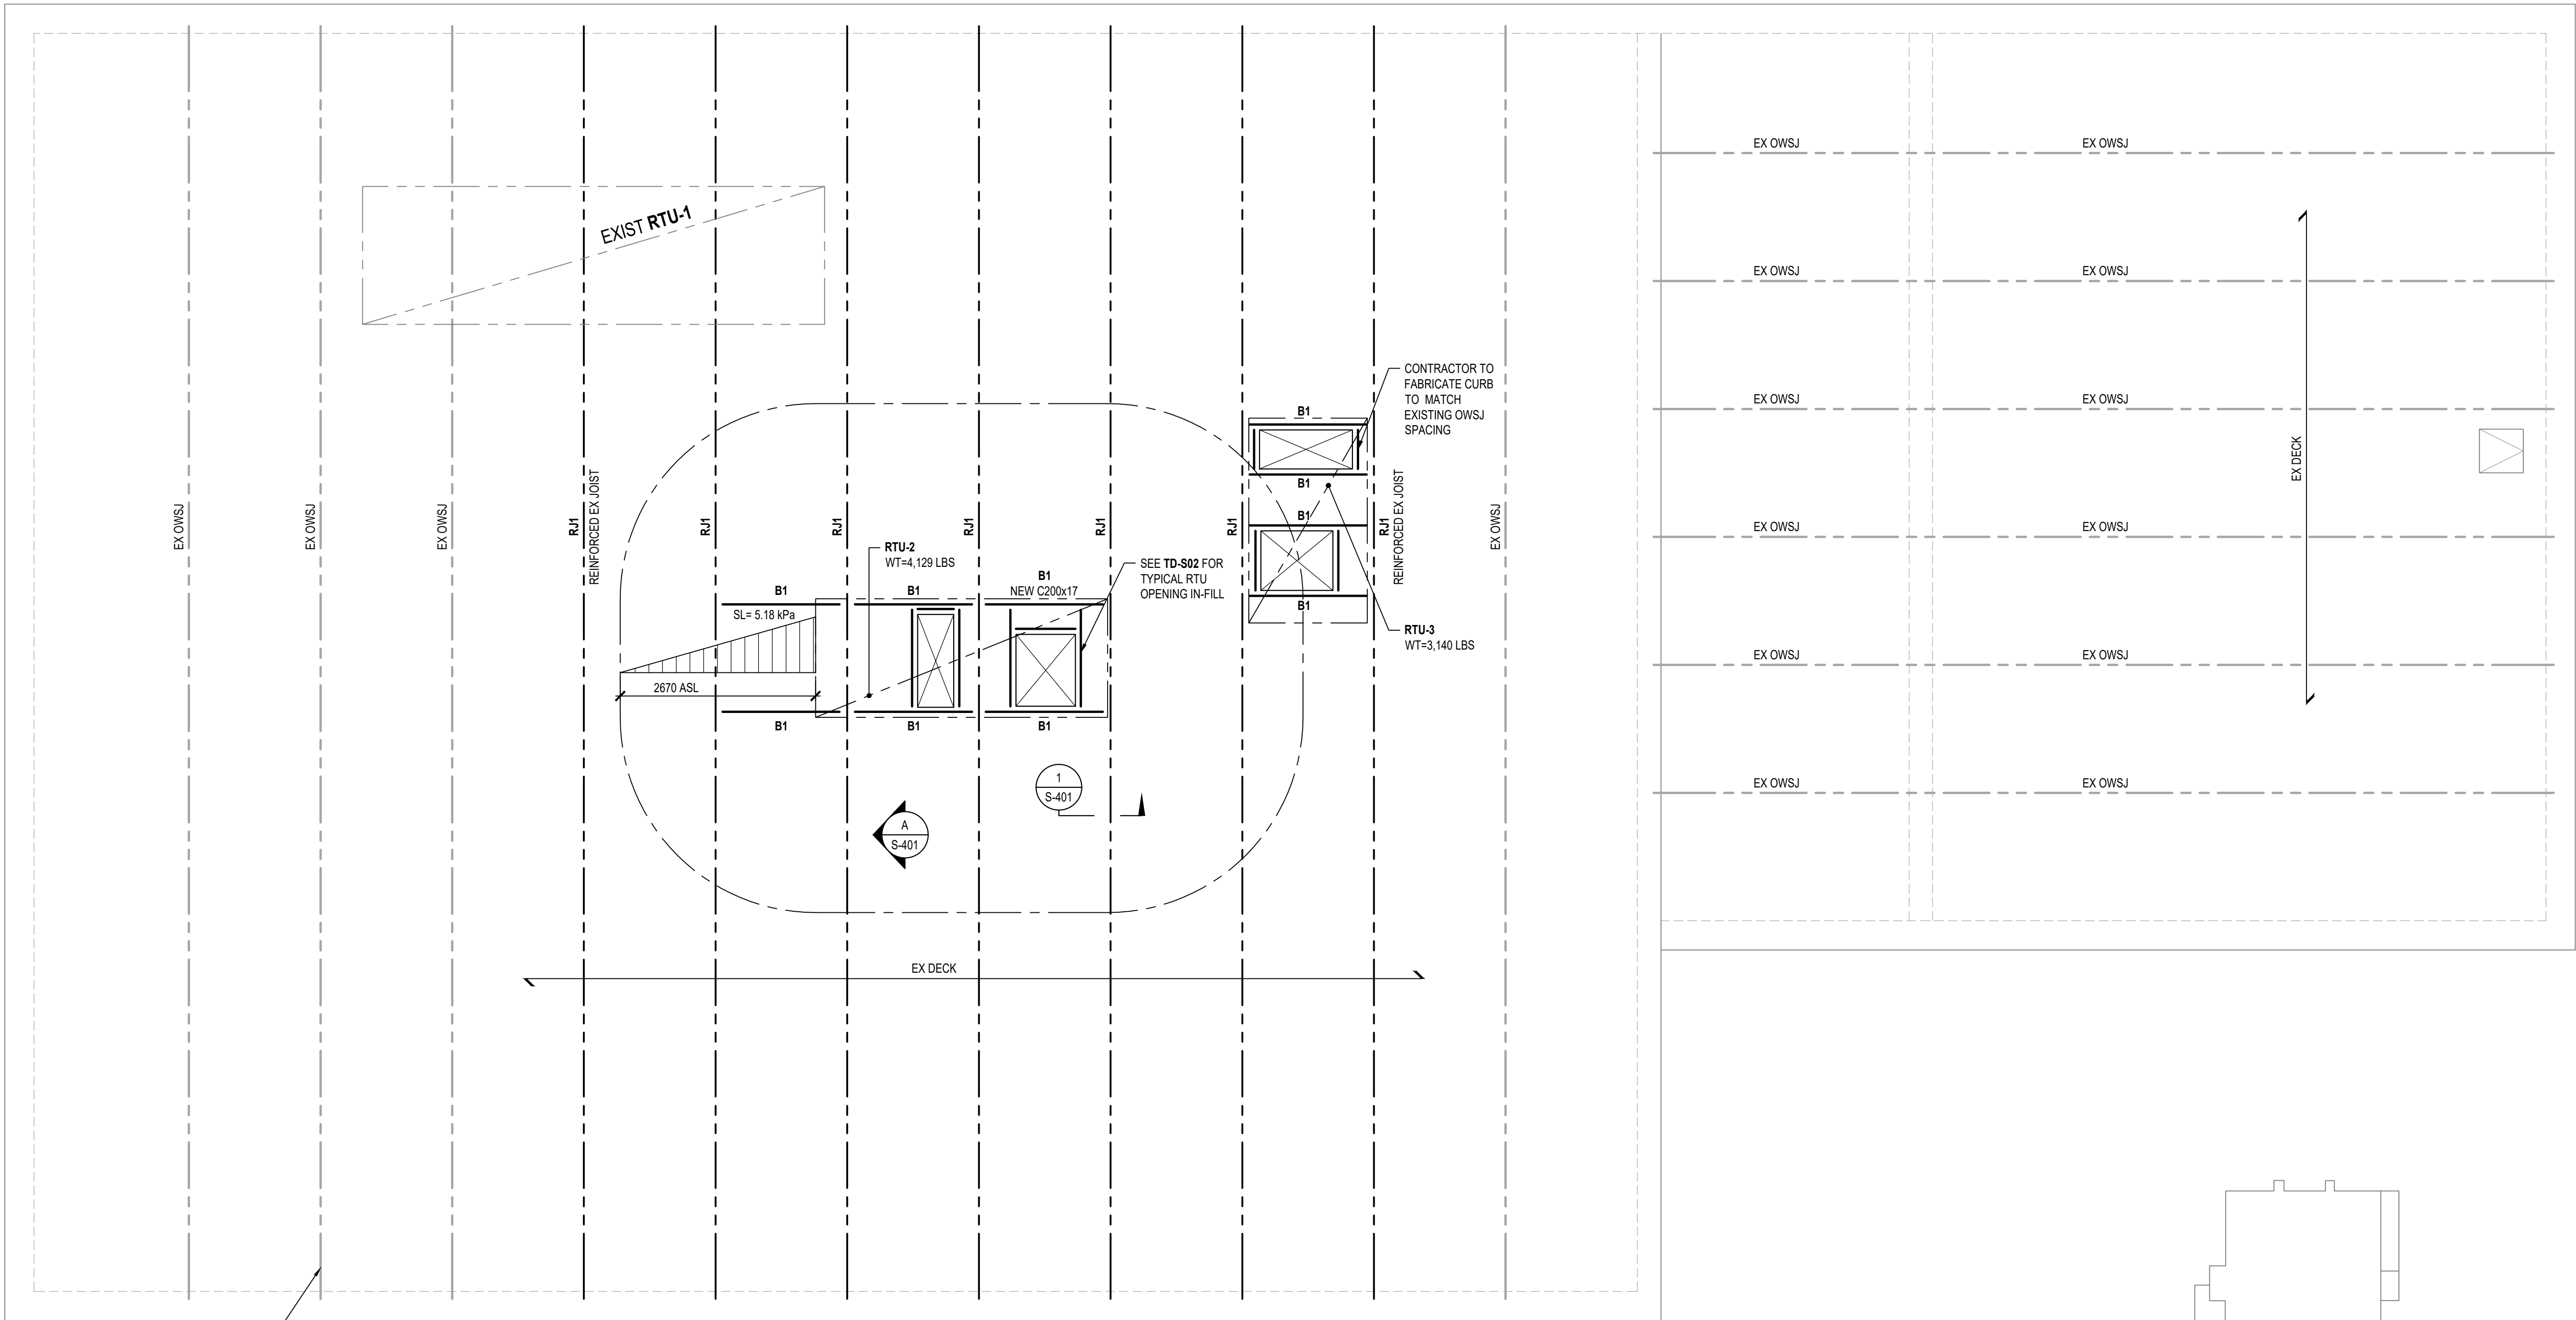 EXIST RTU-1
EX OWSJ
EX OWSJ
EX OWSJ
RJ1
REINFORCED EX JOIST
RJ1
RJ1
RJ1
RJ1
RJ1
RJ1
REINFORCED EX JOIST
EX OWSJ
CONTRACTOR TO
FABRICATE CURB
TO MATCH
EXISTING OWSJ
SPACING
B1
B1
B1
B1
RTU-3
WT=3,140 LBS
RTU-2
WT=4,129 LBS
SEE TD-S02 FOR
TYPICAL RTU
OPENING IN-FILL
B1
B1
B1
NEW C200x17
SL= 5.18 kPa
2670 ASL
B1
B1
B1
1
S-401
A
S-401
EX DECK
EX OWSJ
EX OWSJ
EX OWSJ
EX OWSJ
EX OWSJ
EX OWSJ
EX OWSJ
EX OWSJ
EX OWSJ
EX OWSJ
EX OWSJ
EX OWSJ
EX DECK